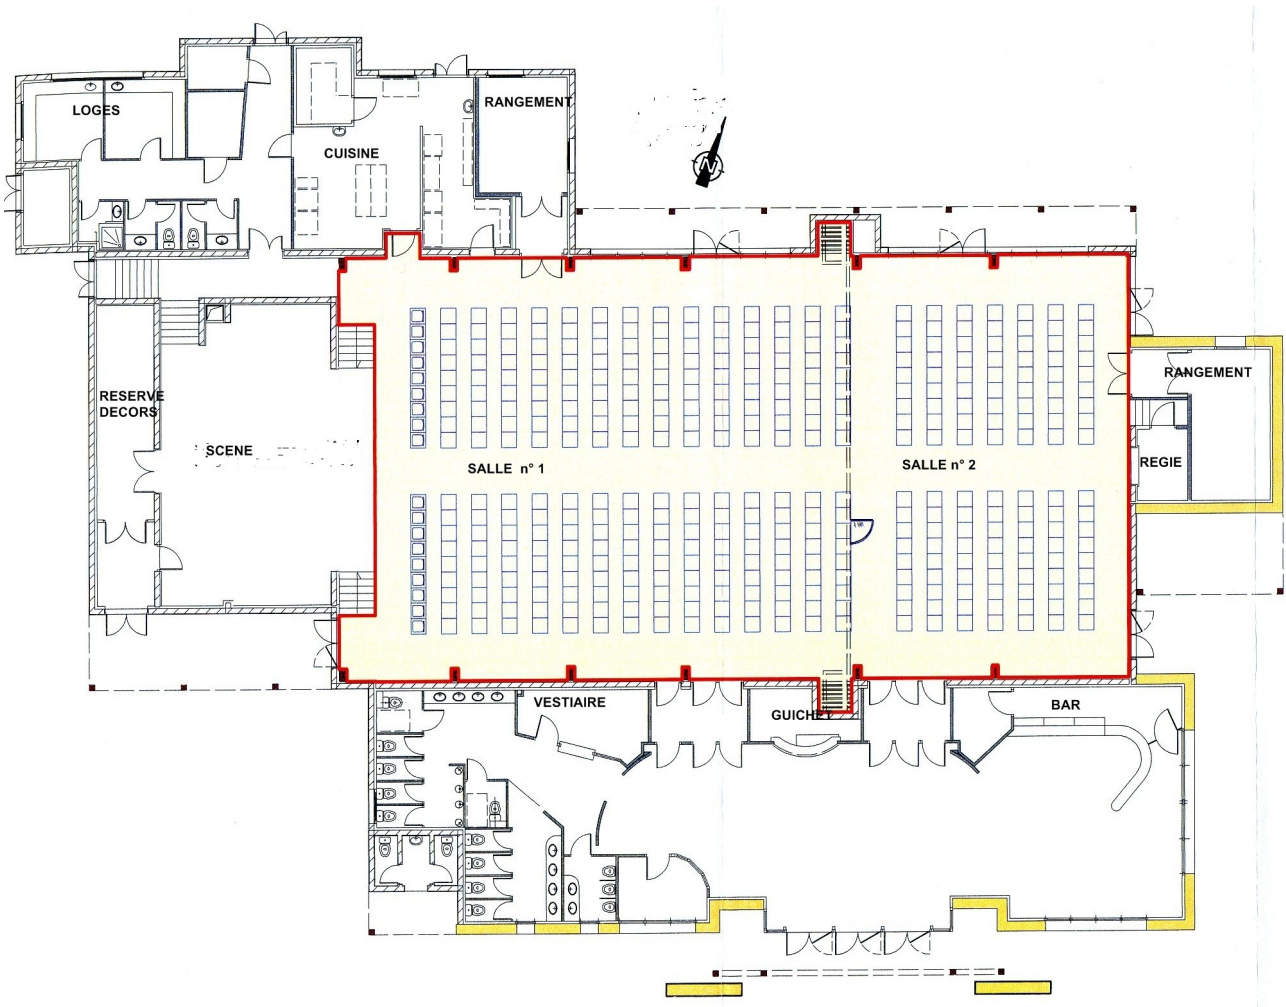 LOGES
RANGEMENT
CUISINE
N
RANGEMENT
RESERVE
DECORS
SCENE
SALLE n° 1
SALLE n° 2
REGIE
VESTIAIRE
GUICHET
BAR